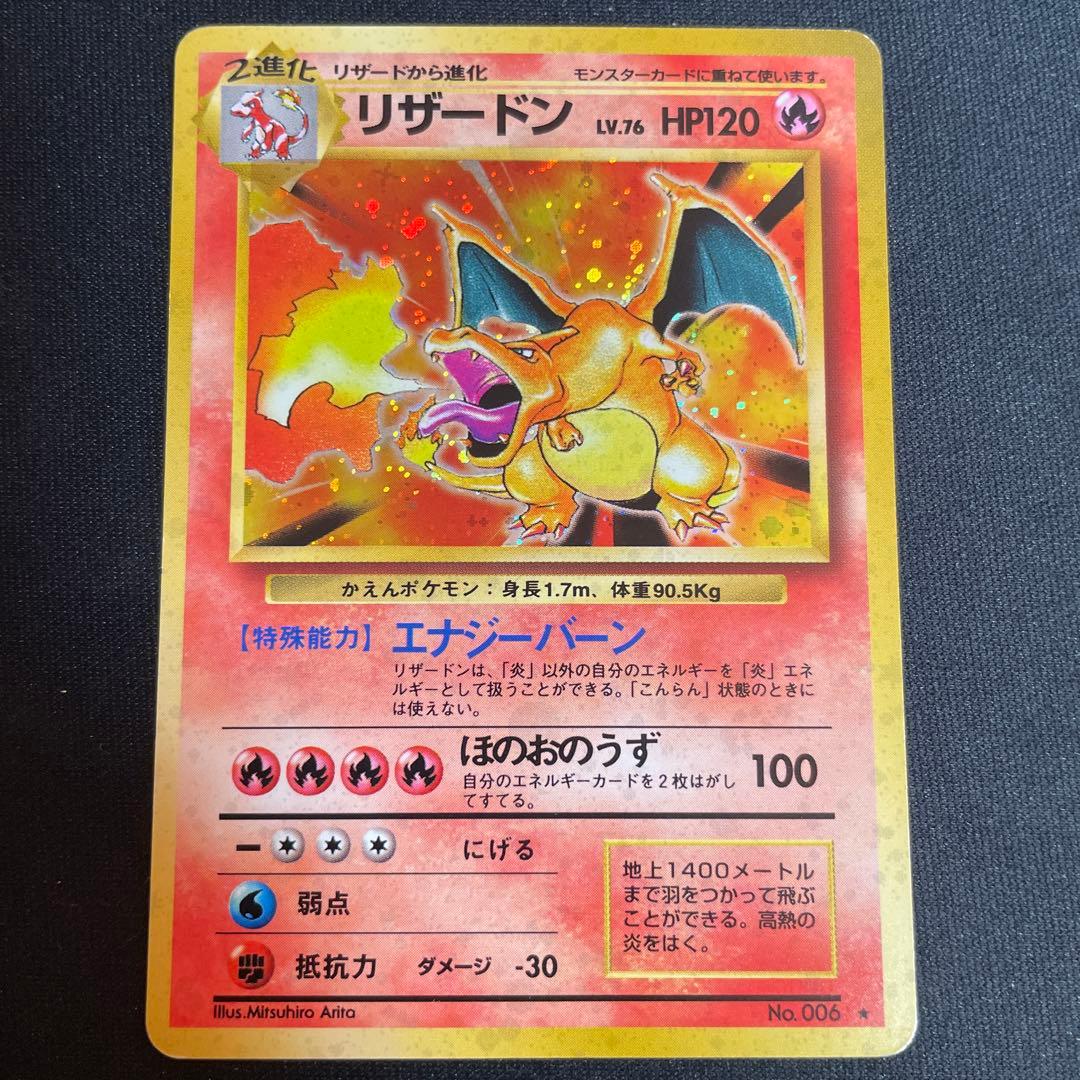 2進化 リザードから進化 モンスターカードに重ねて使います。
リザードン LV.76 HP120
かえんポケモン：身長1.7m、体重90.5Kg
【特殊能力】エナジーバーン
リザードンは、「炎」以外の自分のエネルギーを「炎」エネ
ルギーとして扱うことができる。「こんらん」状態のときに
は使えない。
ほのおのうず 100
自分のエネルギーカードを2枚はがし
てすてる。
ー にげる
弱点
抵抗力 ダメージ -30
地上1400メートル
まで羽をつかって飛ぶ
ことができる。高熱の
炎をはく。
Illus.Mitsuhiro Arita No.006 ★